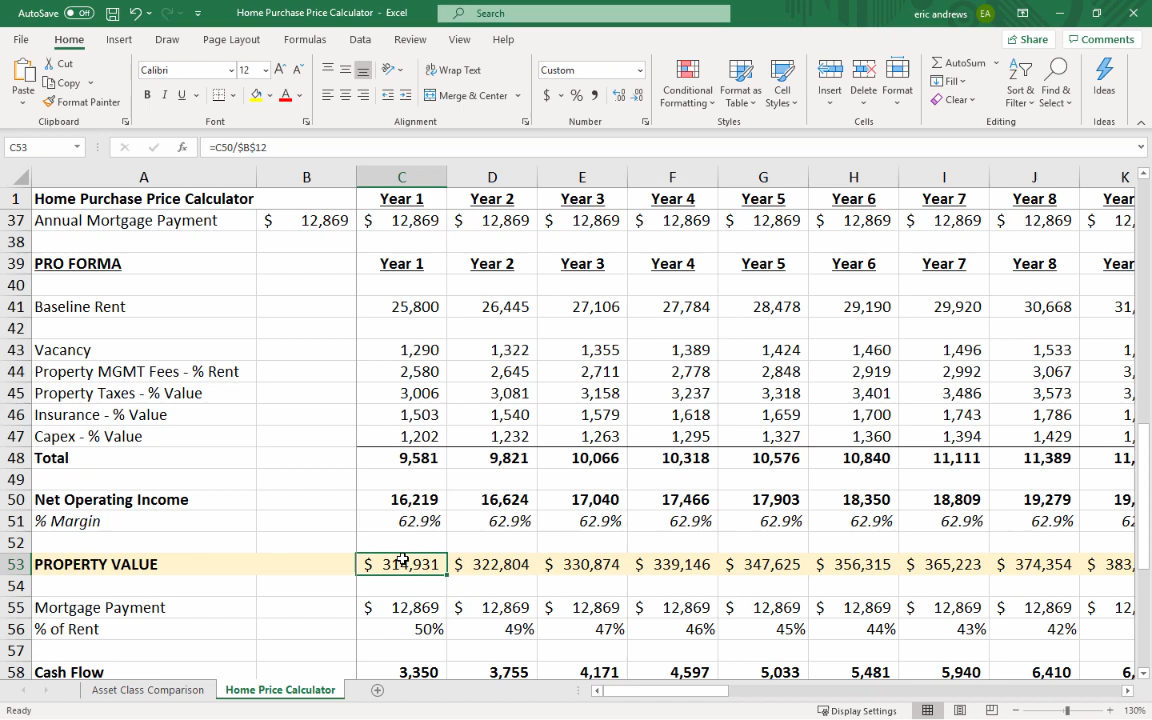 AutoSave Off Home Purchase Price Calculator - Excel Search eric andrews EA
File Home Insert Draw Page Layout Formulas Data Review View Help Share Comments
Paste Cut Copy Format Painter Clipboard
Calibri 12 A A B I U A Font
Wrap Text Merge & Center Alignment
Custom $ % , Number
Conditional Formatting Format as Table Cell Styles Styles
Insert Delete Format Cells
AutoSum Fill Clear Sort & Filter Find & Select Editing
Ideas Ideas
C53 fx =C50/$B$12
A B C D E F G H I J K
1 Home Purchase Price Calculator Year 1 Year 2 Year 3 Year 4 Year 5 Year 6 Year 7 Year 8 Year
37 Annual Mortgage Payment $ 12,869 $ 12,869 $ 12,869 $ 12,869 $ 12,869 $ 12,869 $ 12,869 $ 12,869 $ 12,869 $ 12,
38
39 PRO FORMA Year 1 Year 2 Year 3 Year 4 Year 5 Year 6 Year 7 Year 8 Year
40
41 Baseline Rent 25,800 26,445 27,106 27,784 28,478 29,190 29,920 30,668 31,
42
43 Vacancy 1,290 1,322 1,355 1,389 1,424 1,460 1,496 1,533 1,
44 Property MGMT Fees - % Rent 2,580 2,645 2,711 2,778 2,848 2,919 2,992 3,067 3,
45 Property Taxes - % Value 3,006 3,081 3,158 3,237 3,318 3,401 3,486 3,573 3,
46 Insurance - % Value 1,503 1,540 1,579 1,618 1,659 1,700 1,743 1,786 1,
47 Capex - % Value 1,202 1,232 1,263 1,295 1,327 1,360 1,394 1,429 1,
48 Total 9,581 9,821 10,066 10,318 10,576 10,840 11,111 11,389 11,
49
50 Net Operating Income 16,219 16,624 17,040 17,466 17,903 18,350 18,809 19,279 19,
51 % Margin 62.9% 62.9% 62.9% 62.9% 62.9% 62.9% 62.9% 62.9% 62
52
53 PROPERTY VALUE $ 314,931 $ 322,804 $ 330,874 $ 339,146 $ 347,625 $ 356,315 $ 365,223 $ 374,354 $ 383,
54
55 Mortgage Payment $ 12,869 $ 12,869 $ 12,869 $ 12,869 $ 12,869 $ 12,869 $ 12,869 $ 12,869 $ 12,
56 % of Rent 50% 49% 47% 46% 45% 44% 43% 42%
57
58 Cash Flow 3,350 3,755 4,171 4,597 5,033 5,481 5,940 6,410 6,
Asset Class Comparison Home Price Calculator
Ready Display Settings 130%